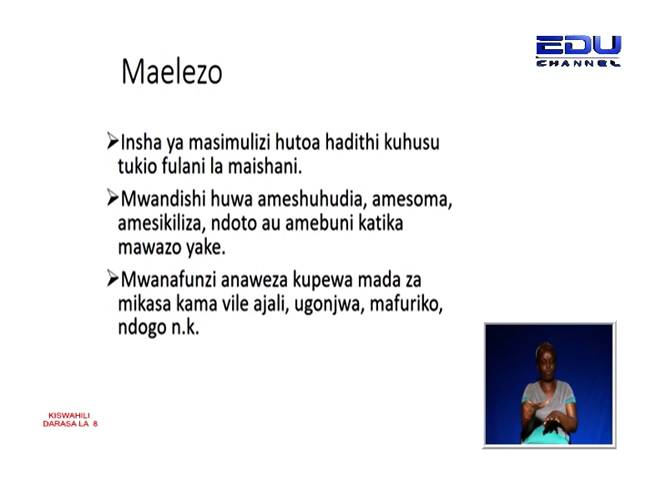 EDU
CHANNEL
Maelezo
Insha ya masimulizi hutoa hadithi kuhusu
tukio fulani la maishani.
Mwandishi huwa ameshuhudia, amesoma,
amesikiliza, ndoto au amebuni katika
mawazo yake.
Mwanafunzi anaweza kupewa mada za
mikasa kama vile ajali, ugonjwa, mafuriko,
ndogo n.k.
KISWAHILI
DARASA LA 8